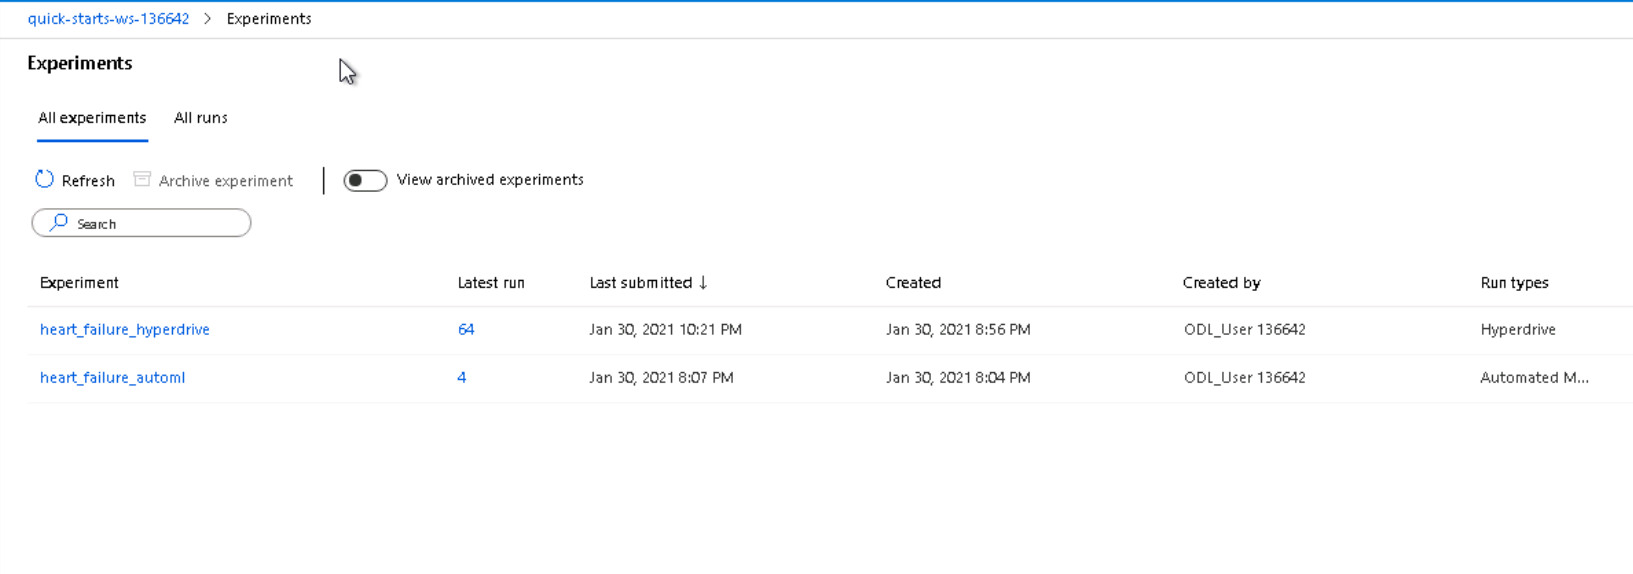 quick-starts-ws-136642 > Experiments
Experiments
All experiments All runs
Refresh Archive experiment View archived experiments
Search
Experiment Latest run Last submitted ↓ Created Created by Run types
heart_failure_hyperdrive 64 Jan 30, 2021 10:21 PM Jan 30, 2021 8:56 PM ODL_User 136642 Hyperdrive
heart_failure_automl 4 Jan 30, 2021 8:07 PM Jan 30, 2021 8:04 PM ODL_User 136642 Automated M...